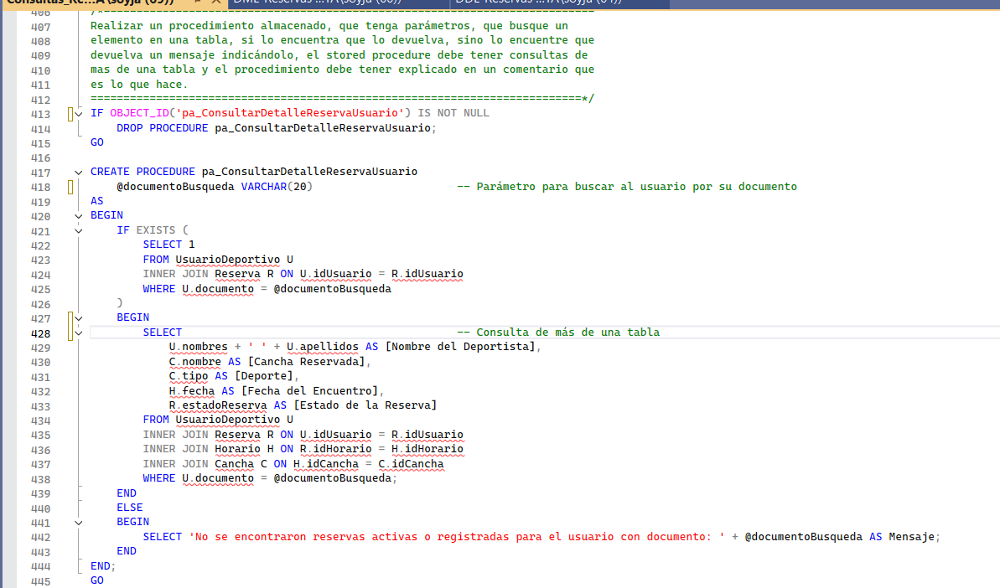 Consultas_Re...A\soyja (69))
DML-Reservas ...
DDL-Reservas ...
406 /*===========================================================================
407 Realizar un procedimiento almacenado, que tenga parámetros, que busque un
408 elemento en una tabla, si lo encuentra que lo devuelva, sino lo encuentre que
409 devuelva un mensaje indicándolo, el stored procedure debe tener consultas de
410 mas de una tabla y el procedimiento debe tener explicado en un comentario que
411 es lo que hace.
412 ===========================================================================*/
413 IF OBJECT_ID('pa_ConsultarDetalleReservaUsuario') IS NOT NULL
414 DROP PROCEDURE pa_ConsultarDetalleReservaUsuario;
415 GO
416
417 CREATE PROCEDURE pa_ConsultarDetalleReservaUsuario
418 @documentoBusqueda VARCHAR(20) -- Parámetro para buscar al usuario por su documento
419 AS
420 BEGIN
421 IF EXISTS (
422 SELECT 1
423 FROM UsuarioDeportivo U
424 INNER JOIN Reserva R ON U.idUsuario = R.idUsuario
425 WHERE U.documento = @documentoBusqueda
426 )
427 BEGIN
428 SELECT -- Consulta de más de una tabla
429 U.nombres + ' ' + U.apellidos AS [Nombre del Deportista],
430 C.nombre AS [Cancha Reservada],
431 C.tipo AS [Deporte],
432 H.fecha AS [Fecha del Encuentro],
433 R.estadoReserva AS [Estado de la Reserva]
434 FROM UsuarioDeportivo U
435 INNER JOIN Reserva R ON U.idUsuario = R.idUsuario
436 INNER JOIN Horario H ON R.idHorario = H.idHorario
437 INNER JOIN Cancha C ON H.idCancha = C.idCancha
438 WHERE U.documento = @documentoBusqueda;
439 END
440 ELSE
441 BEGIN
442 SELECT 'No se encontraron reservas activas o registradas para el usuario con documento: ' + @documentoBusqueda AS Mensaje;
443 END
444 END;
445 GO